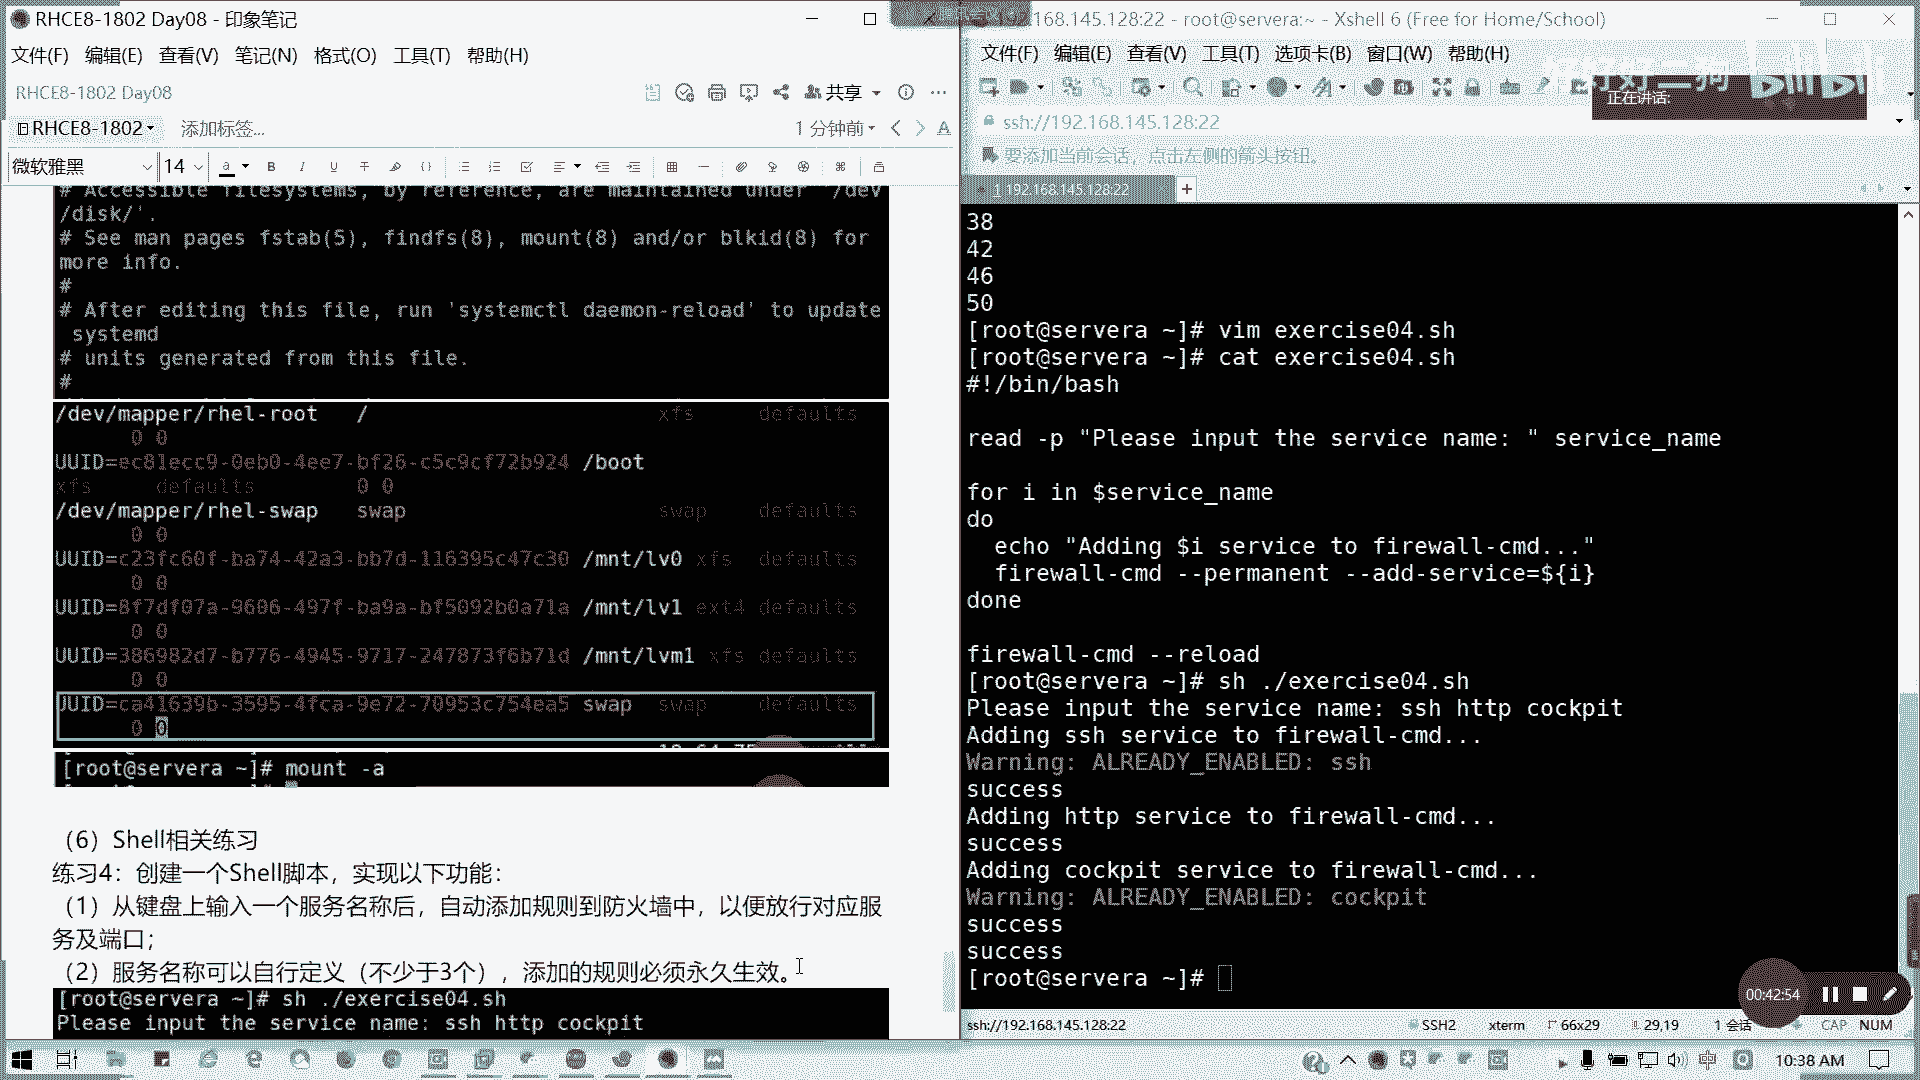 RHCE8-1802 Day08 - 印象笔记
文件(F) 编辑(E) 查看(V) 笔记(N) 格式(O) 工具(T) 帮助(H)
RHCE8-1802 Day08
共享
RHCE8-1802 添加标签...
1 分钟前
微软雅黑 14
# Accessible filesystems, by reference, are maintained under '/dev
/disk/'.
# See man pages fstab(5), findfs(8), mount(8) and/or blkid(8) for
more info.
#
# After editing this file, run 'systemctl daemon-reload' to update
systemd
# units generated from this file.
#
/dev/mapper/rhel-root / xfs defaults
0 0
UUID=ec81ecc9-0eb0-4ee7-bf26-c5c9cf72b924 /boot
xfs defaults 0 0
/dev/mapper/rhel-swap swap swap defaults
0 0
UUID=c23fc60f-ba74-42a3-bb7d-116395c47c30 /mnt/lv0 xfs defaults
0 0
UUID=8f7df07a-9606-497f-ba9a-bf5092b0a71a /mnt/lv1 ext4 defaults
0 0
UUID=386982d7-b776-4945-9717-247873f6b71d /mnt/lvm1 xfs defaults
0 0
UUID=ca41639b-3595-4fca-9e72-70953c754ea5 swap swap defaults
0 0
[root@servera ~]# mount -a
（6）Shell相关练习
练习4：创建一个Shell脚本，实现以下功能：
（1）从键盘上输入一个服务名称后，自动添加规则到防火墙中，以便放行对应服
务及端口；
（2）服务名称可以自行定义（不少于3个），添加的规则必须永久生效。
[root@servera ~]# sh ./exercise04.sh
Please input the service name: ssh http cockpit
192.168.145.128:22 - root@servera:~ - Xshell 6 (Free for Home/School)
文件(F) 编辑(E) 查看(V) 工具(T) 选项卡(B) 窗口(W) 帮助(H)
正在讲话:
bilibili
ssh://192.168.145.128:22
要添加当前会话，点击左侧的箭头按钮。
1 192.168.145.128:22
38
42
46
50
[root@servera ~]# vim exercise04.sh
[root@servera ~]# cat exercise04.sh
#!/bin/bash
read -p "Please input the service name: " service_name
for i in $service_name
do
echo "Adding $i service to firewall-cmd..."
firewall-cmd --permanent --add-service=${i}
done
firewall-cmd --reload
[root@servera ~]# sh ./exercise04.sh
Please input the service name: ssh http cockpit
Adding ssh service to firewall-cmd...
Warning: ALREADY_ENABLED: ssh
success
Adding http service to firewall-cmd...
success
Adding cockpit service to firewall-cmd...
Warning: ALREADY_ENABLED: cockpit
success
success
[root@servera ~]#
00:42:54
ssh://192.168.145.128:22 SSH2 xterm 66x29 29,19 1 会话 CAP NUM
中 10:38 AM